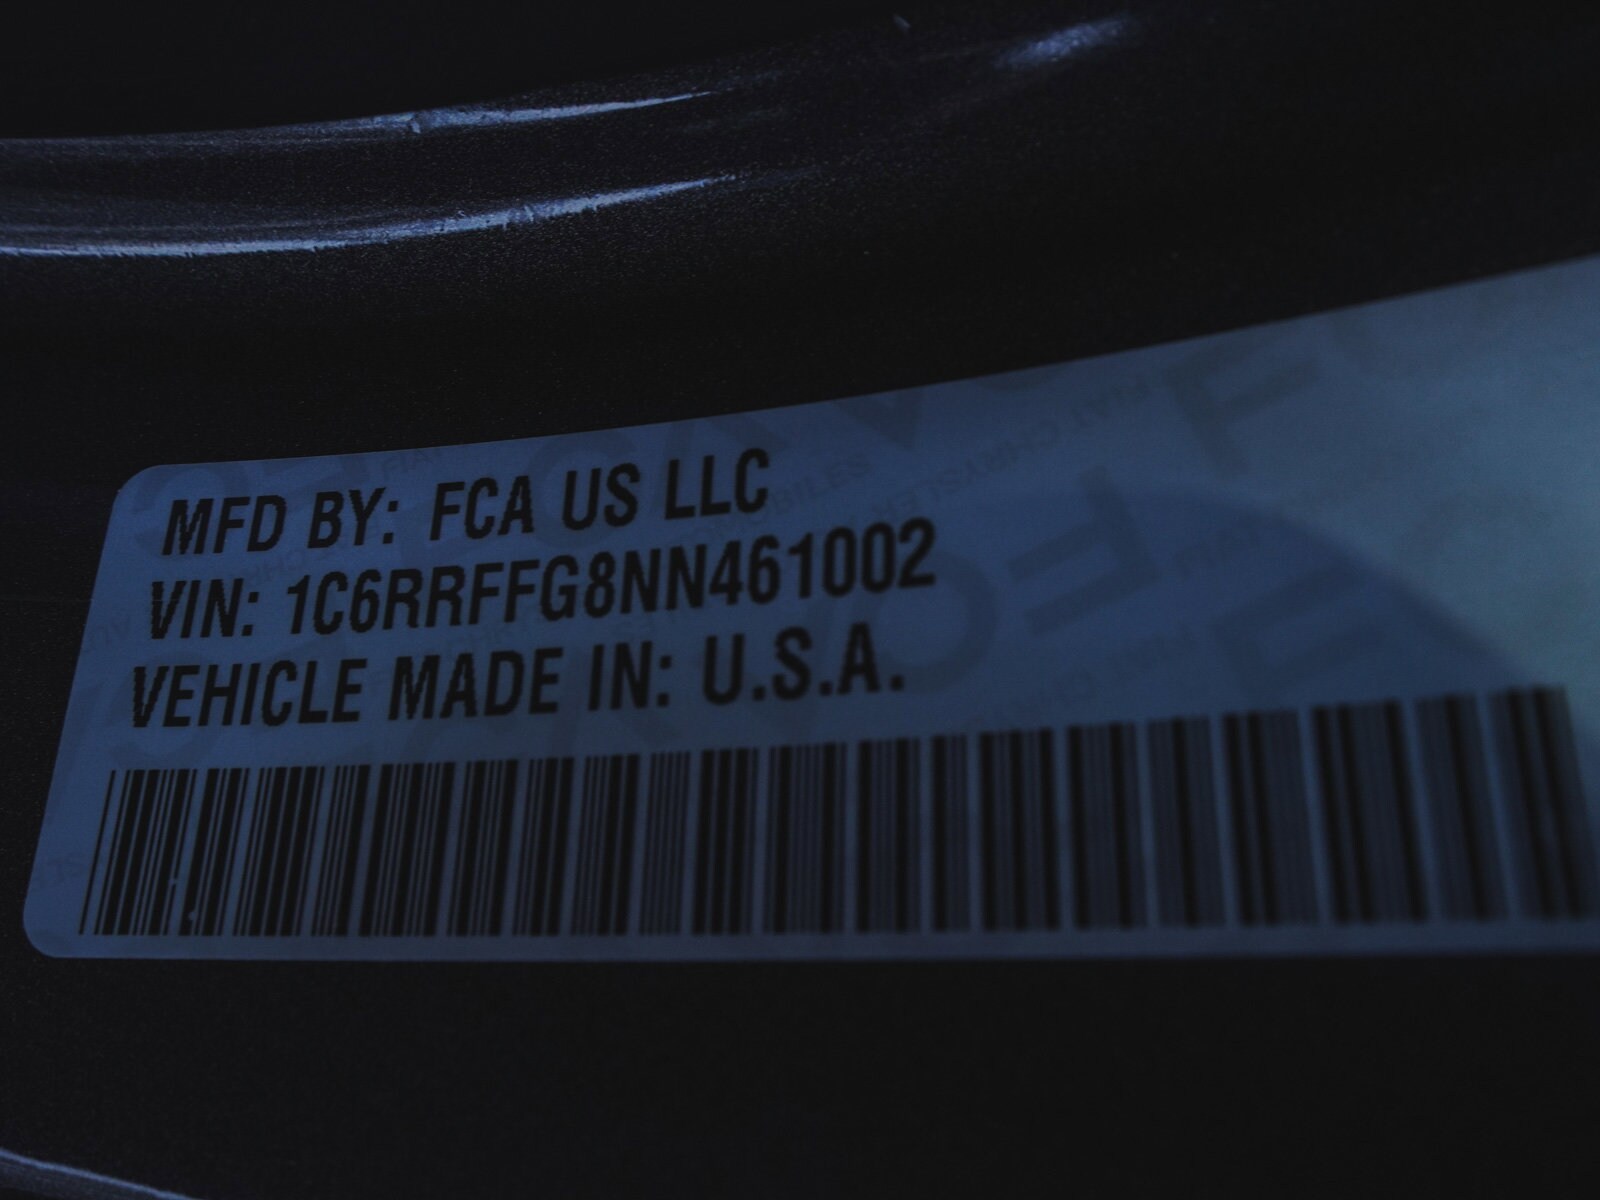 MFD BY: FCA US LLC
VIN: 1C6RRFFG8NN461002
VEHICLE MADE IN: U.S.A.